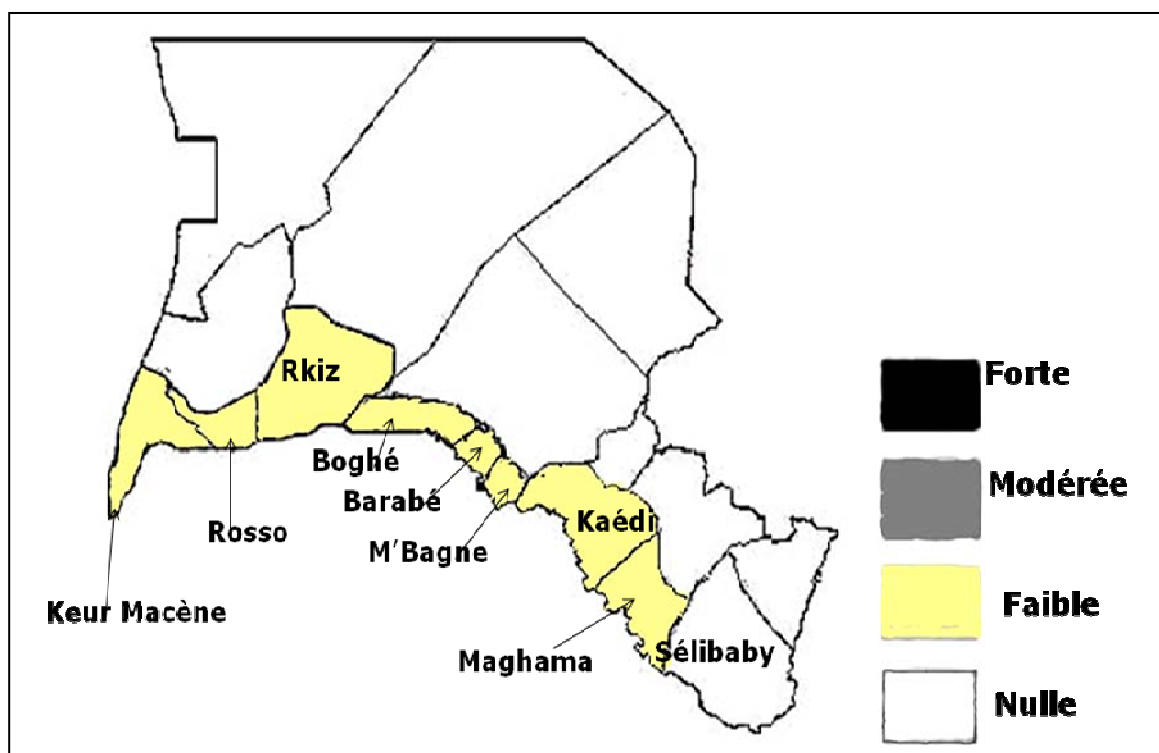 Rkiz
Forte
Boghé
Modérée
Barabé
Kaédi
Rosso
M'Bagne
Keur Macène
Faible
Maghama
Sélibaby
Nulle